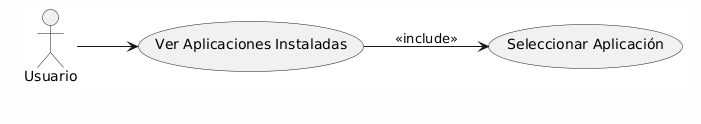 Ver Aplicaciones Instaladas
«include»
Seleccionar Aplicación
Usuario